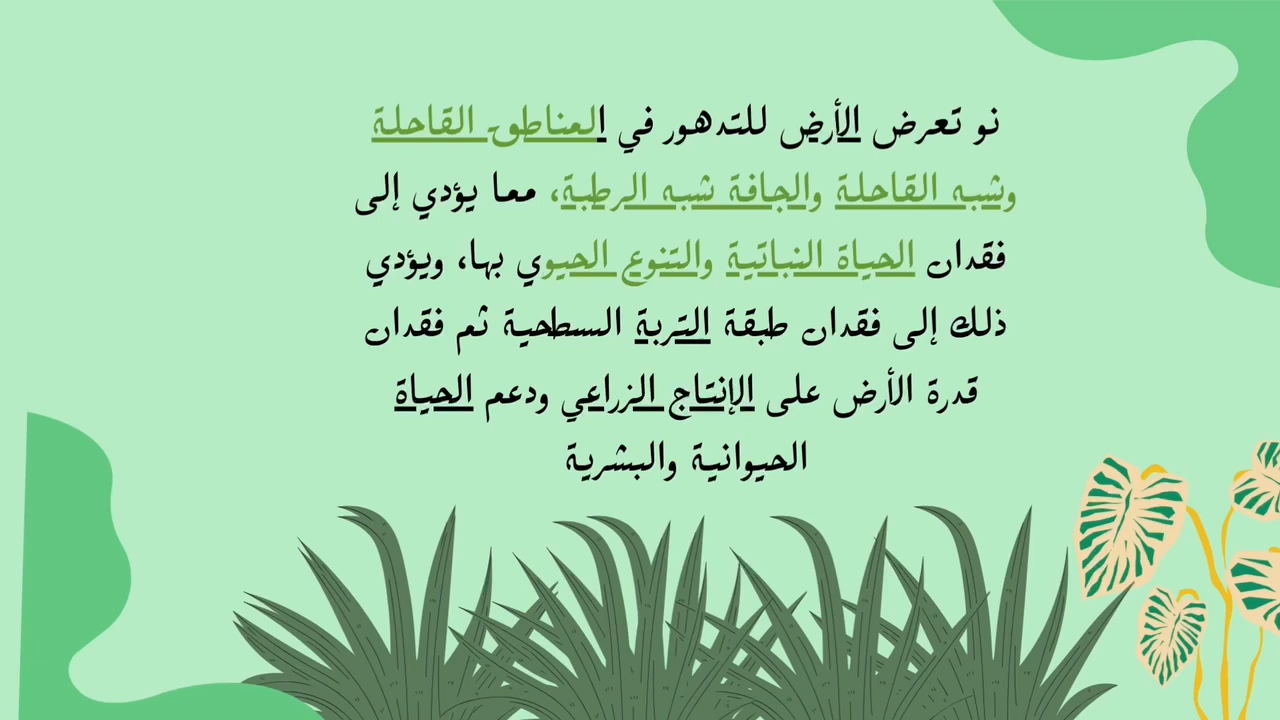 نو تعرض الأرض للتدهور في المناطق القاحلة
وشبه القاحلة والجافة شبه الرطبة، مما يؤدي إلى
فقدان الحياة النباتية والتنوع الحيوي بها، ويؤدي
ذلك إلى فقدان طبقة التربة السطحية ثم فقدان
قدرة الأرض على الإنتاج الزراعي ودعم الحياة
الحيوانية والبشرية